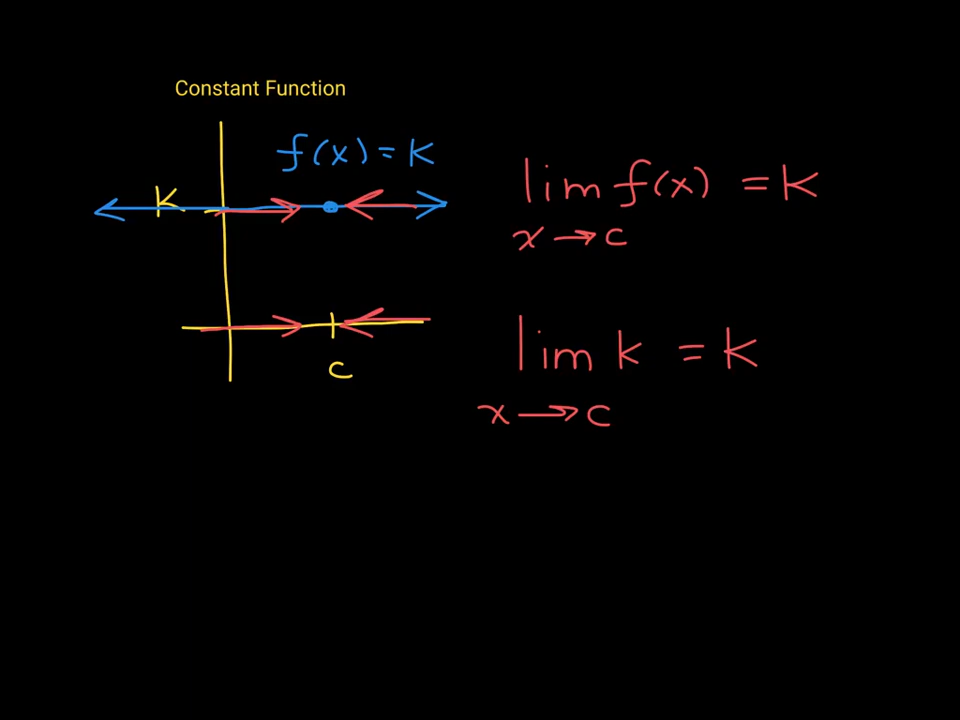 Constant Function
f(x) = K
K
C
lim f(x) = K
x → c
lim k = K
x → c